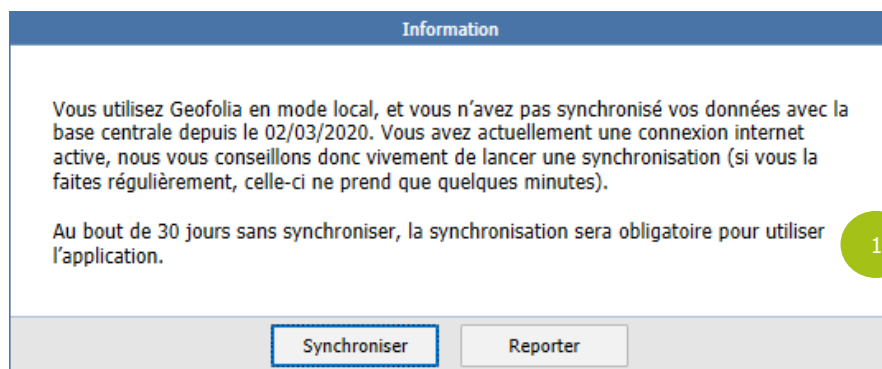 Information
Vous utilisez Geofolia en mode local, et vous n'avez pas synchronisé vos données avec la
base centrale depuis le 02/03/2020. Vous avez actuellement une connexion internet
active, nous vous conseillons donc vivement de lancer une synchronisation (si vous la
faites régulièrement, celle-ci ne prend que quelques minutes).
Au bout de 30 jours sans synchroniser, la synchronisation sera obligatoire pour utiliser
l'application.
1
Synchroniser
Reporter